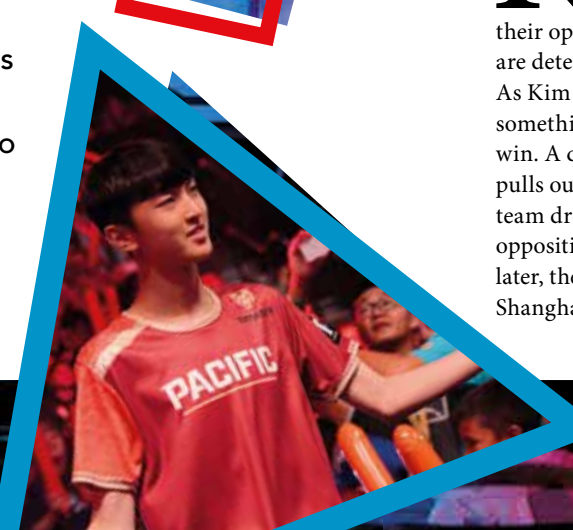 s
o
their op
are dete
As Kim
somethi
win. A c
pulls ou
team dr
oppositi
later, the
Shangha
PACIFIC